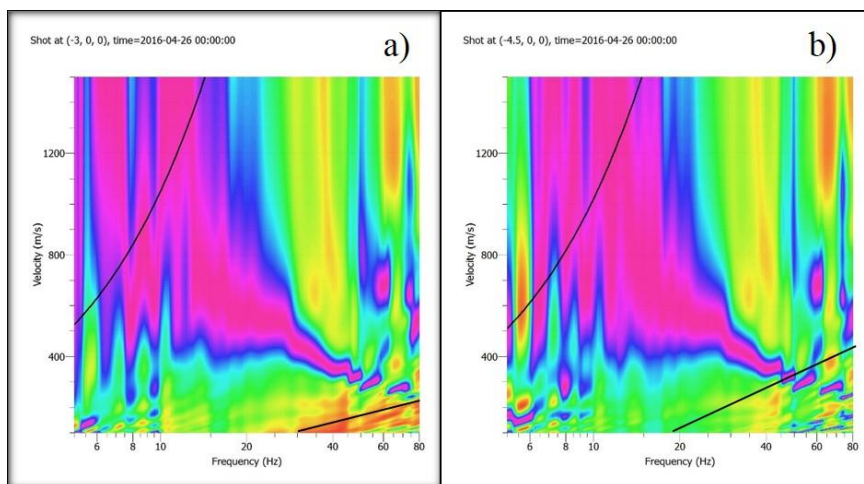 Shot at (-3, 0, 0), time=2016-04-26 00:00:00
a)
1200
800
400
Velocity (m/s)
6
8
10
20
40
60
80
Frequency (Hz)
Shot at (-4.5, 0, 0), time=2016-04-26 00:00:00
b)
1200
800
400
Velocity (m/s)
6
8
10
20
40
60
80
Frequency (Hz)